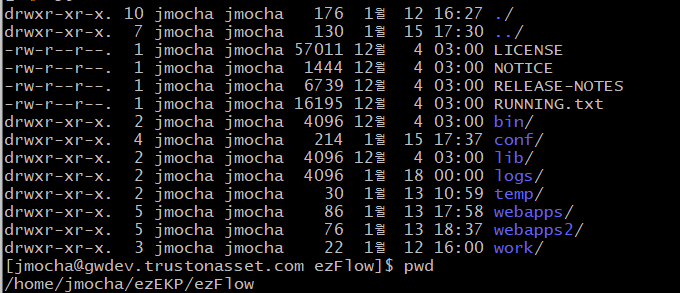 drwxr-xr-x. 10 jmocha jmocha   176  1월  12 16:27 ./
drwxr-xr-x.  7 jmocha jmocha   130  1월  15 17:30 ../
-rw-r--r--.  1 jmocha jmocha 57011 12월   4 03:00 LICENSE
-rw-r--r--.  1 jmocha jmocha  1444 12월   4 03:00 NOTICE
-rw-r--r--.  1 jmocha jmocha  6739 12월   4 03:00 RELEASE-NOTES
-rw-r--r--.  1 jmocha jmocha 16195 12월   4 03:00 RUNNING.txt
drwxr-xr-x.  2 jmocha jmocha  4096 12월   4 03:00 bin/
drwxr-xr-x.  4 jmocha jmocha   214  1월  15 17:37 conf/
drwxr-xr-x.  2 jmocha jmocha  4096 12월   4 03:00 lib/
drwxr-xr-x.  2 jmocha jmocha  4096  1월  18 00:00 logs/
drwxr-xr-x.  2 jmocha jmocha    30  1월  13 10:59 temp/
drwxr-xr-x.  5 jmocha jmocha    86  1월  13 17:58 webapps/
drwxr-xr-x.  5 jmocha jmocha    76  1월  13 18:37 webapps2/
drwxr-xr-x.  3 jmocha jmocha    22  1월  12 16:00 work/
[jmocha@gwdev.trustonasset.com ezFlow]$ pwd
/home/jmocha/ezEKP/ezFlow